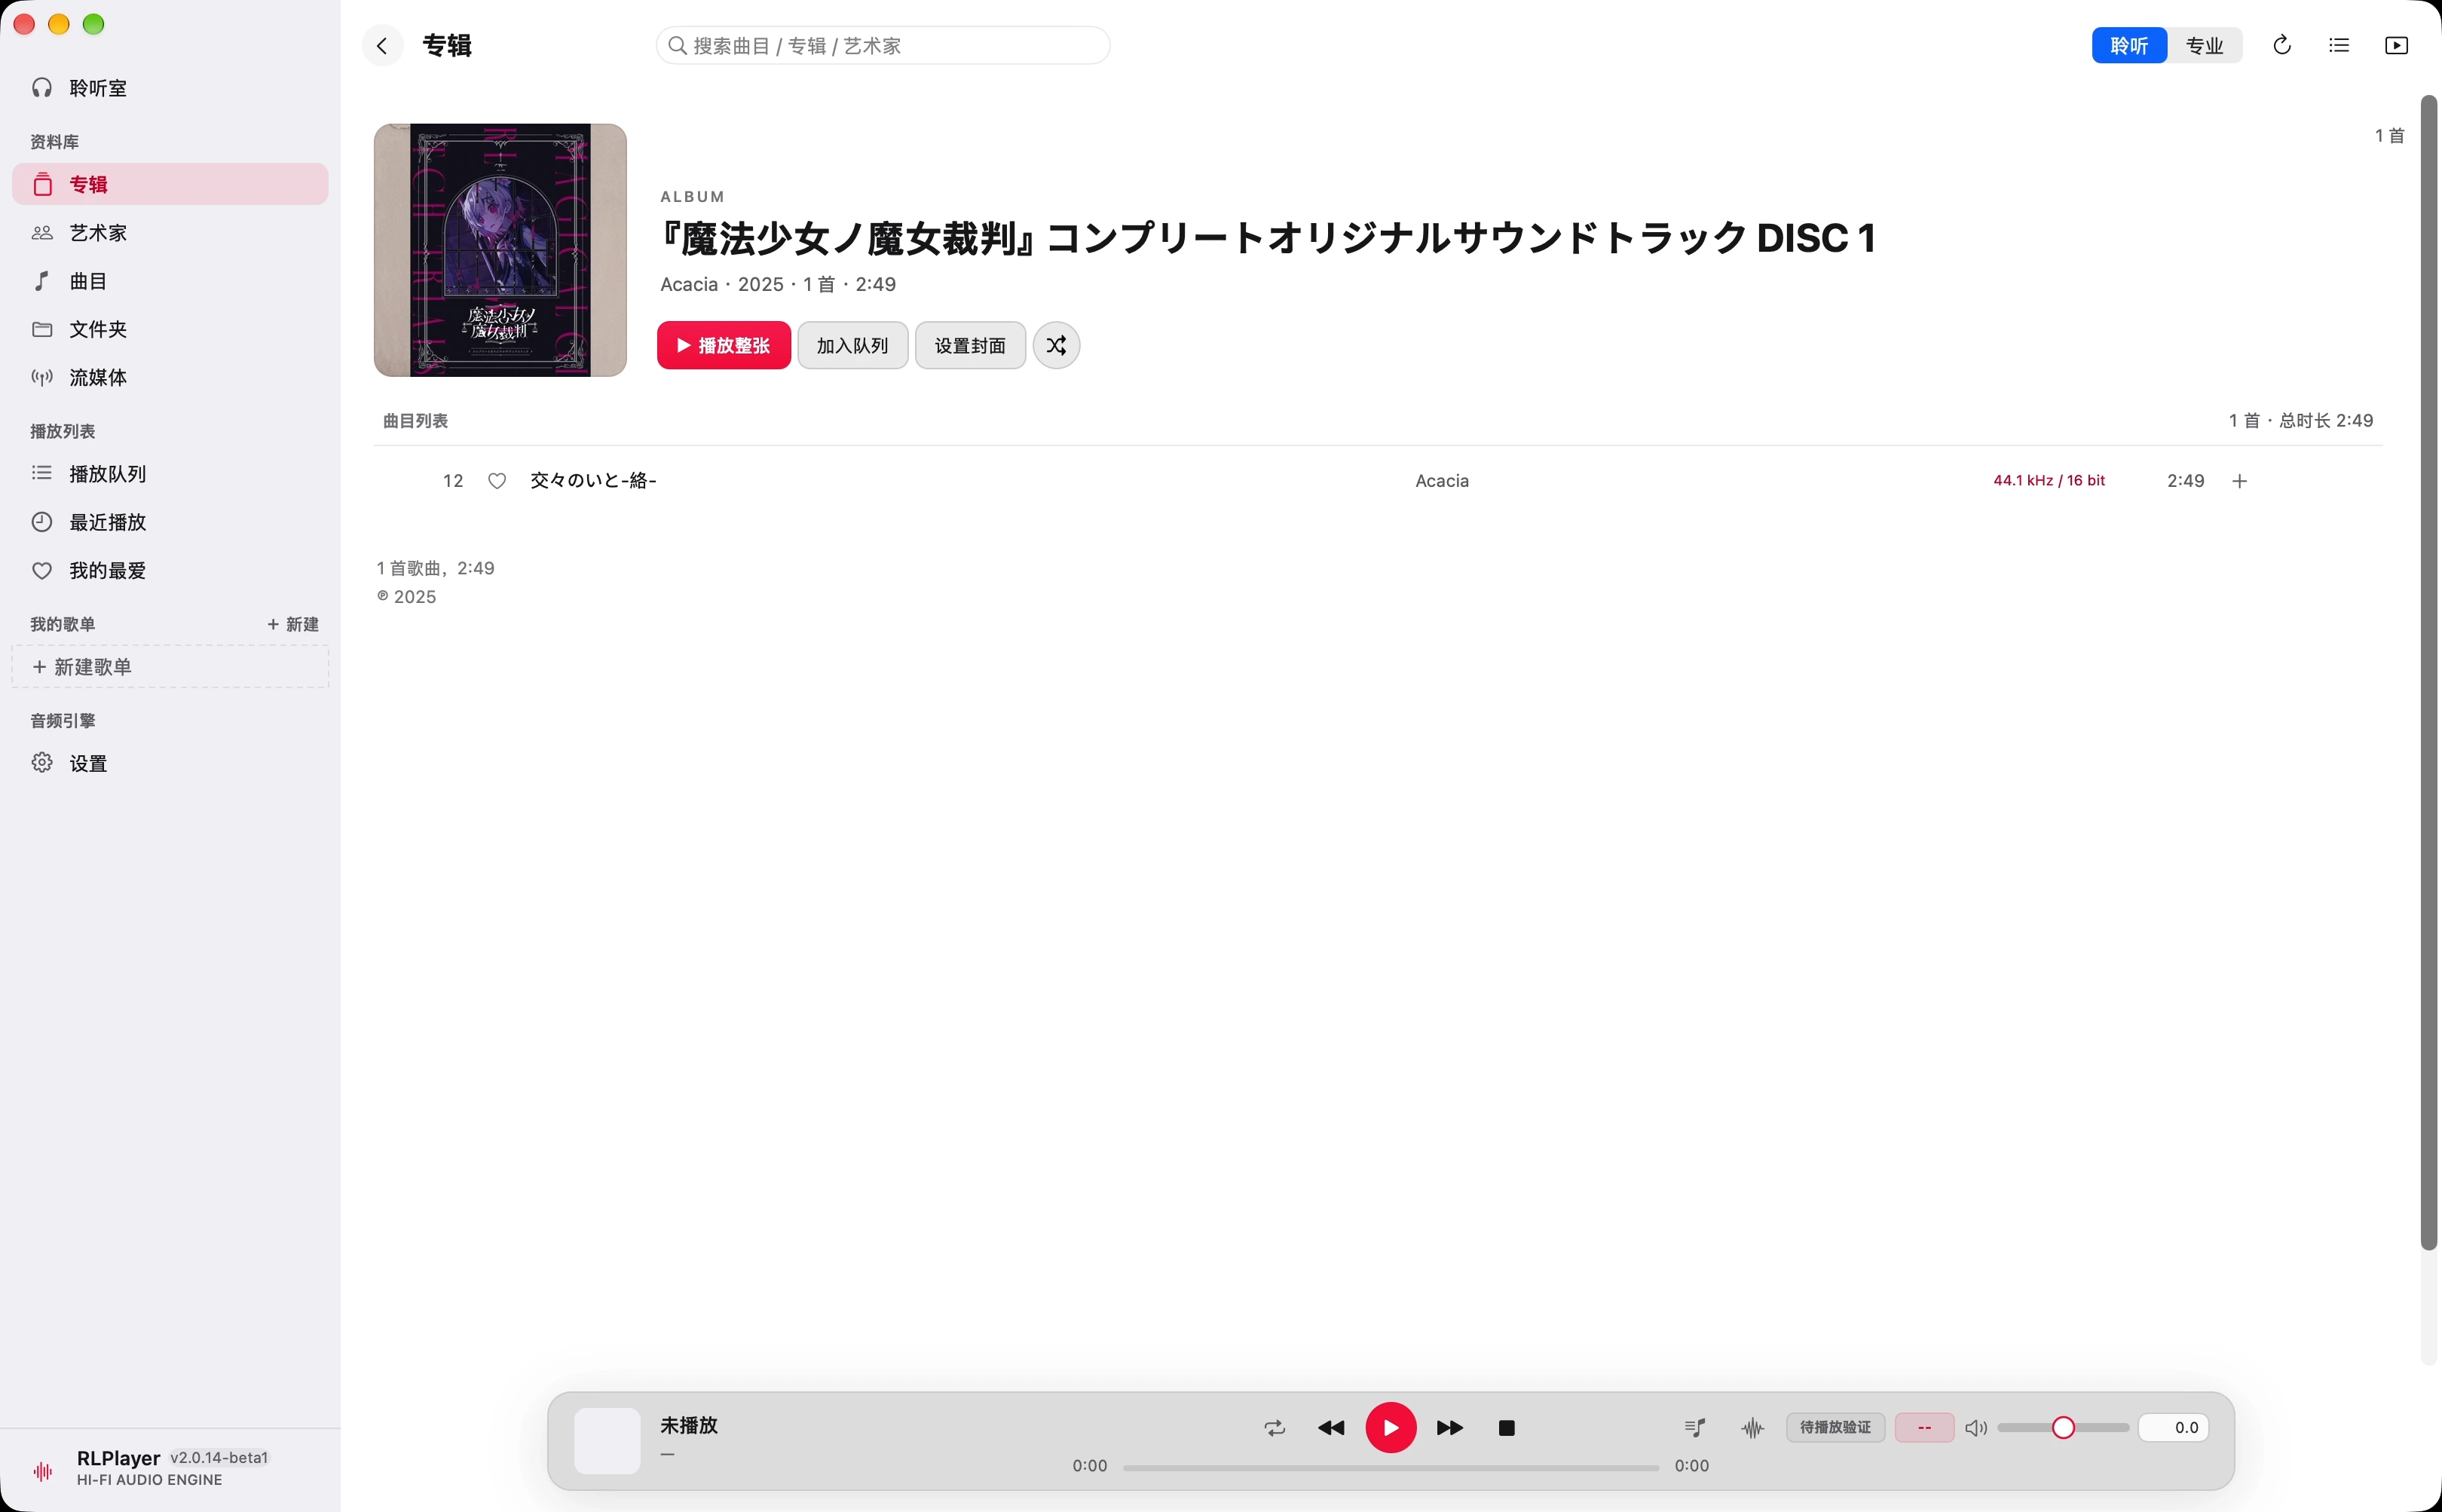 聆听室
资料库
专辑
艺术家
曲目
文件夹
流媒体
播放列表
播放队列
最近播放
我的最爱
我的歌单
+ 新建
+ 新建歌单
音频引擎
设置
RLPlayer v2.0.14-beta1
HI-FI AUDIO ENGINE
专辑
搜索曲目 / 专辑 / 艺术家
聆听
专业
1 首
魔法少女ノ
魔女裁判
ALBUM
『魔法少女ノ魔女裁判』コンプリートオリジナルサウンドトラック DISC 1
Acacia · 2025 · 1 首 · 2:49
播放整张
加入队列
设置封面
曲目列表
1 首 · 总时长 2:49
12 交々のいと-絡- Acacia 44.1 kHz / 16 bit 2:49 +
1 首歌曲，2:49
℗ 2025
未播放
—
0:00
0:00
待播放验证
--
0.0